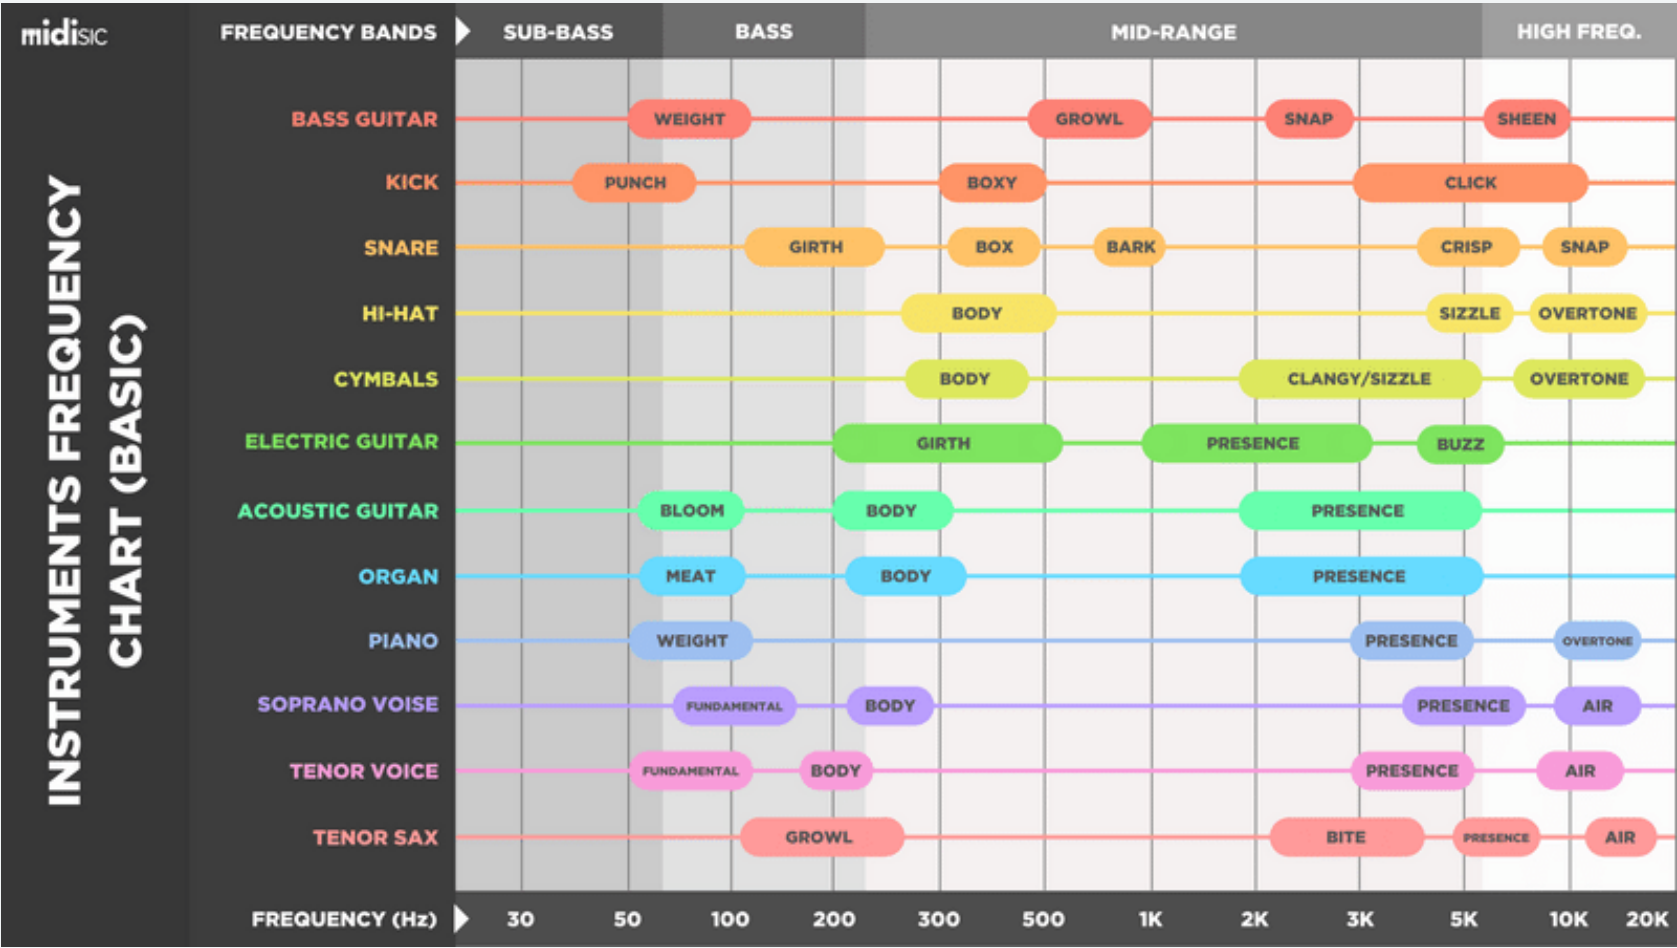 midisic
FREQUENCY BANDS SUB-BASS BASS MID-RANGE HIGH FREQ.
INSTRUMENTS FREQUENCY
CHART (BASIC)
BASS GUITAR WEIGHT GROWL SNAP SHEEN
KICK PUNCH BOXY CLICK
SNARE GIRTH BOX BARK CRISP SNAP
HI-HAT BODY SIZZLE OVERTONE
CYMBALS BODY CLANGY/SIZZLE OVERTONE
ELECTRIC GUITAR GIRTH PRESENCE BUZZ
ACOUSTIC GUITAR BLOOM BODY PRESENCE
ORGAN MEAT BODY PRESENCE
PIANO WEIGHT PRESENCE OVERTONE
SOPRANO VOISE FUNDAMENTAL BODY PRESENCE AIR
TENOR VOICE FUNDAMENTAL BODY PRESENCE AIR
TENOR SAX GROWL BITE PRESENCE AIR
FREQUENCY (Hz) 30 50 100 200 300 500 1K 2K 3K 5K 10K 20K